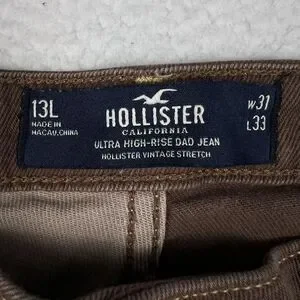 13L
MADE IN
MACAU, CHINA
HOLLISTER
CALIFORNIA
ULTRA HIGH-RISE DAD JEAN
HOLLISTER VINTAGE STRETCH
W31
L33